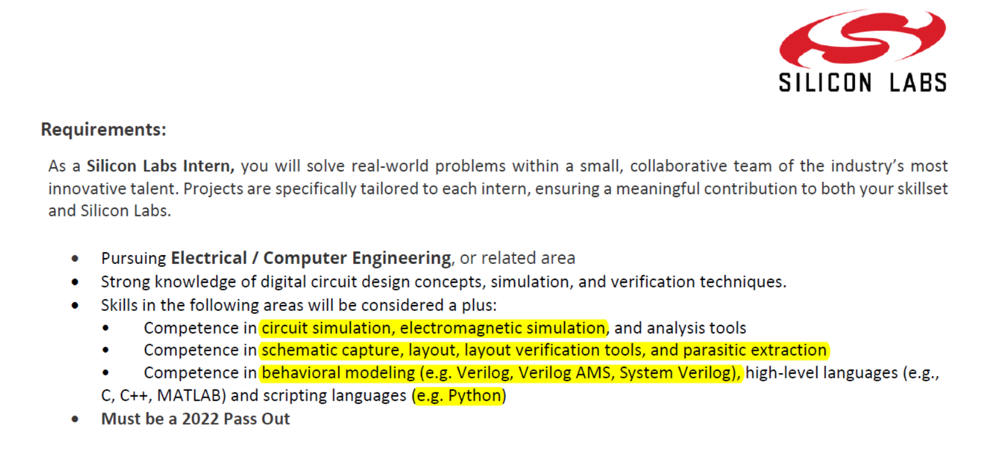 SILICON LABS
Requirements:
As a Silicon Labs Intern, you will solve real-world problems within a small, collaborative team of the industry’s most
innovative talent. Projects are specifically tailored to each intern, ensuring a meaningful contribution to both your skillset
and Silicon Labs.
• Pursuing Electrical / Computer Engineering, or related area
• Strong knowledge of digital circuit design concepts, simulation, and verification techniques.
• Skills in the following areas will be considered a plus:
• Competence in circuit simulation, electromagnetic simulation, and analysis tools
• Competence in schematic capture, layout, layout verification tools, and parasitic extraction
• Competence in behavioral modeling (e.g. Verilog, Verilog AMS, System Verilog), high-level languages (e.g.,
C, C++, MATLAB) and scripting languages (e.g. Python)
• Must be a 2022 Pass Out